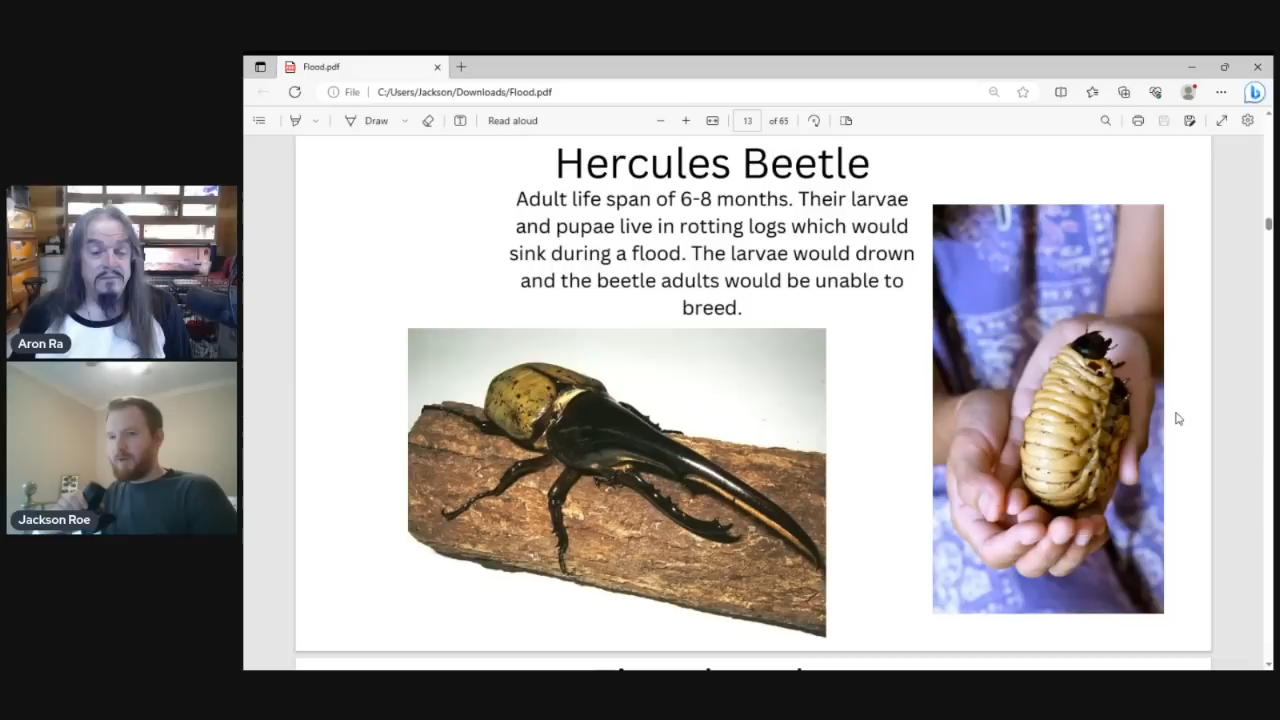 Flood.pdf
File
C:/Users/Jackson/Downloads/Flood.pdf
Draw
Read aloud
13
of 65
Hercules Beetle
Adult life span of 6-8 months. Their larvae
and pupae live in rotting logs which would
sink during a flood. The larvae would drown
and the beetle adults would be unable to
breed.
Aron Ra
Jackson Roe